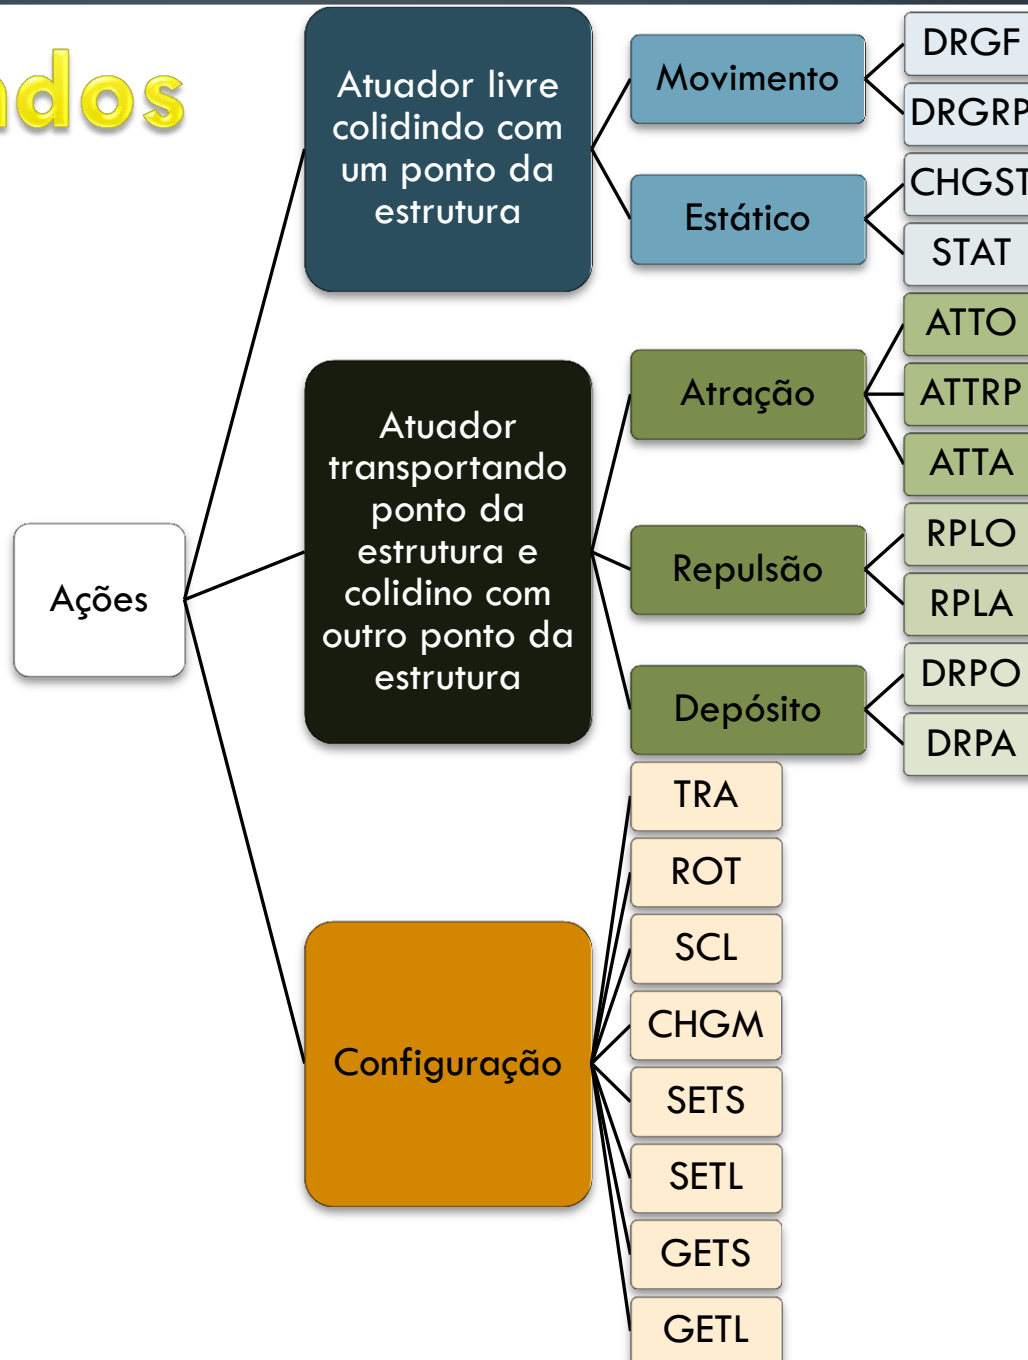 ndos
Atuador livre
colidindo com
um ponto da
estrutura
Movimento
DRGF
DRGRP
Estático
CHGST
STAT
Ações
Atuador
transportando
ponto da
estrutura e
colidino com
outro ponto da
estrutura
Atração
ATTO
ATTRP
ATTA
Repulsão
RPLO
RPLA
Depósito
DRPO
DRPA
Configuração
TRA
ROT
SCL
CHGM
SETS
SETL
GETS
GETL